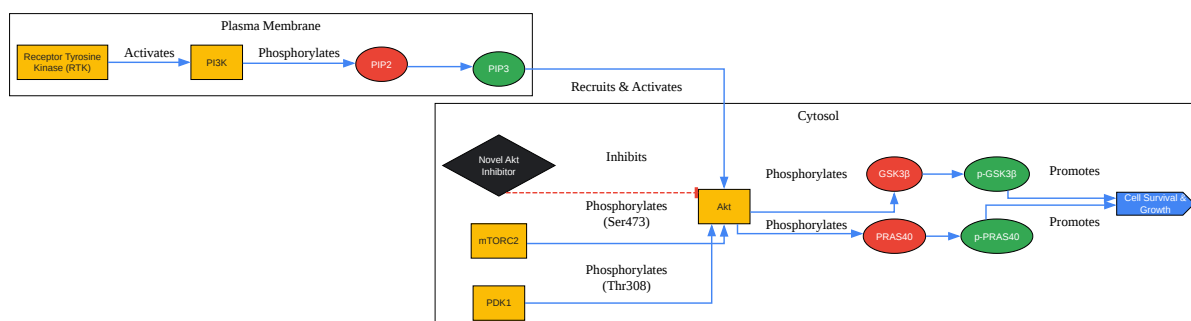 Plasma Membrane
Receptor Tyrosine
Kinase (RTK)
Activates
PI3K
Phosphorylates
PIP2
PIP3
Recruits & Activates
Cytosol
Novel Akt
Inhibitor
Inhibits
Phosphorylates
(Ser473)
mTORC2
Phosphorylates
(Thr308)
PDK1
Akt
Phosphorylates
GSK3β
p-GSK3β
Promotes
Phosphorylates
PRAS40
p-PRAS40
Promotes
Cell Survival &
Growth